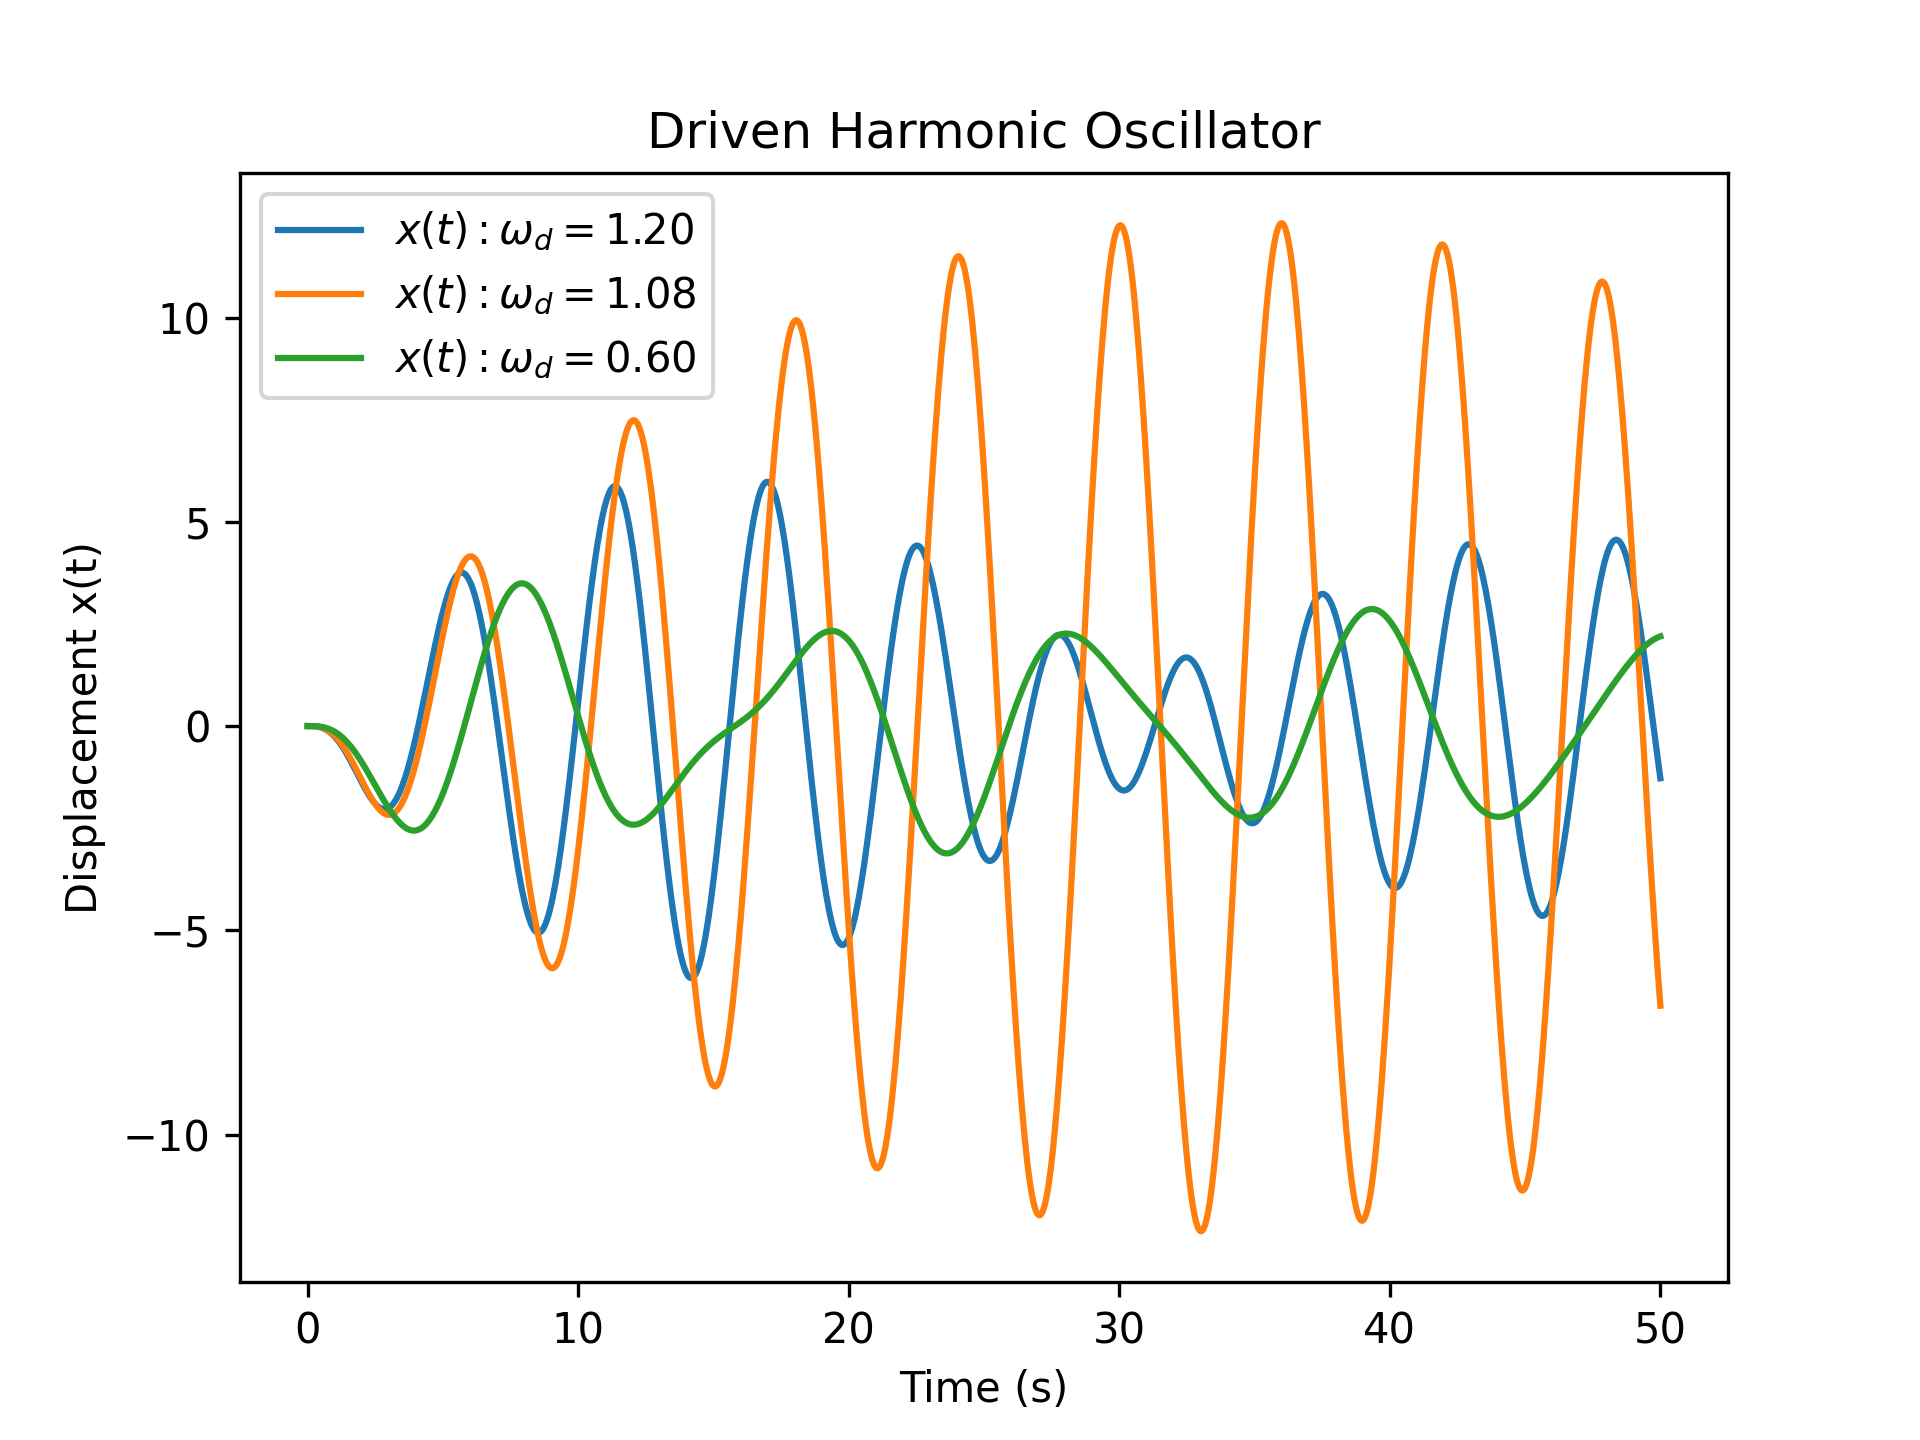 Driven Harmonic Oscillator
x(t) : ω_d = 1.20
x(t) : ω_d = 1.08
x(t) : ω_d = 0.60
Displacement x(t)
10
5
0
−5
−10
0 10 20 30 40 50
Time (s)